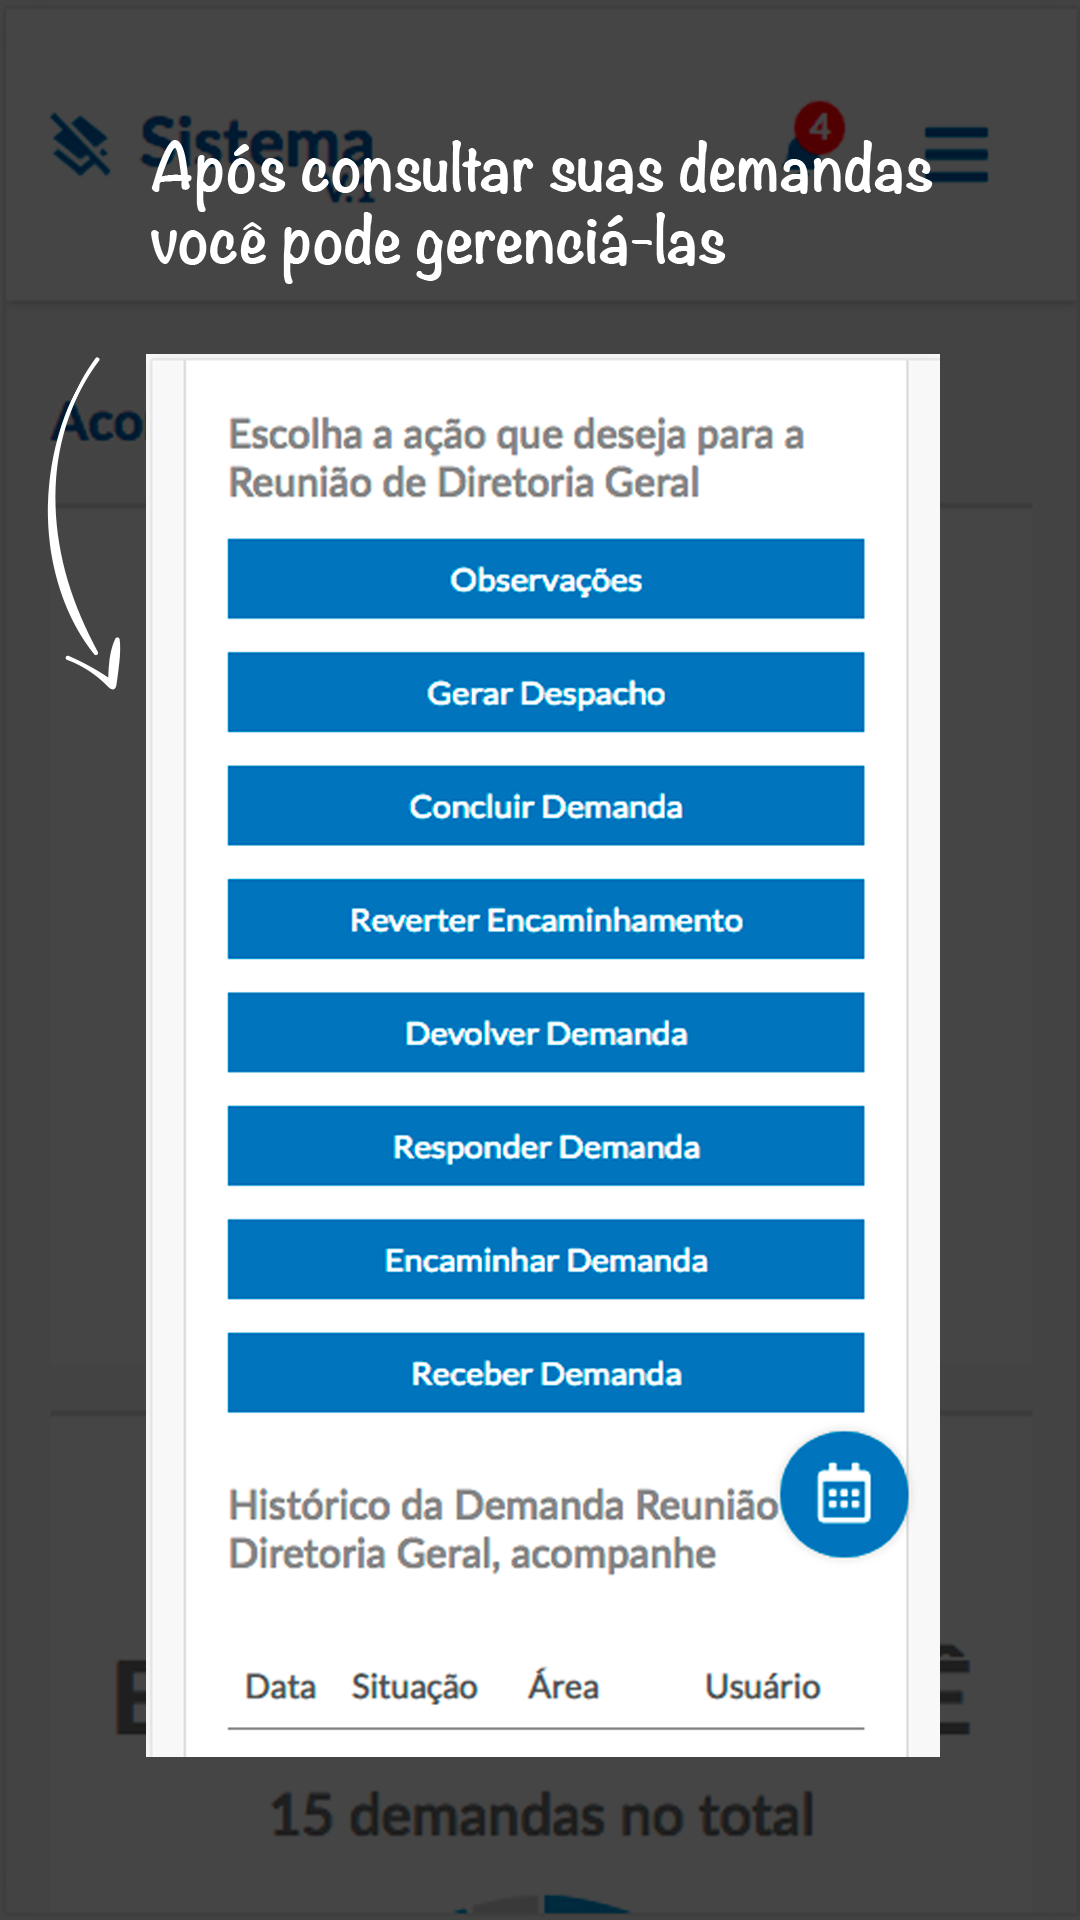 Sistema
V.1
4
Após consultar suas demandas
você pode gerenciá-las
Aco
Escolha a ação que deseja para a
Reunião de Diretoria Geral
Observações
Gerar Despacho
Concluir Demanda
Reverter Encaminhamento
Devolver Demanda
Responder Demanda
Encaminhar Demanda
Receber Demanda
Histórico da Demanda Reunião
Diretoria Geral, acompanhe
Data Situação Área Usuário
15 demandas no total